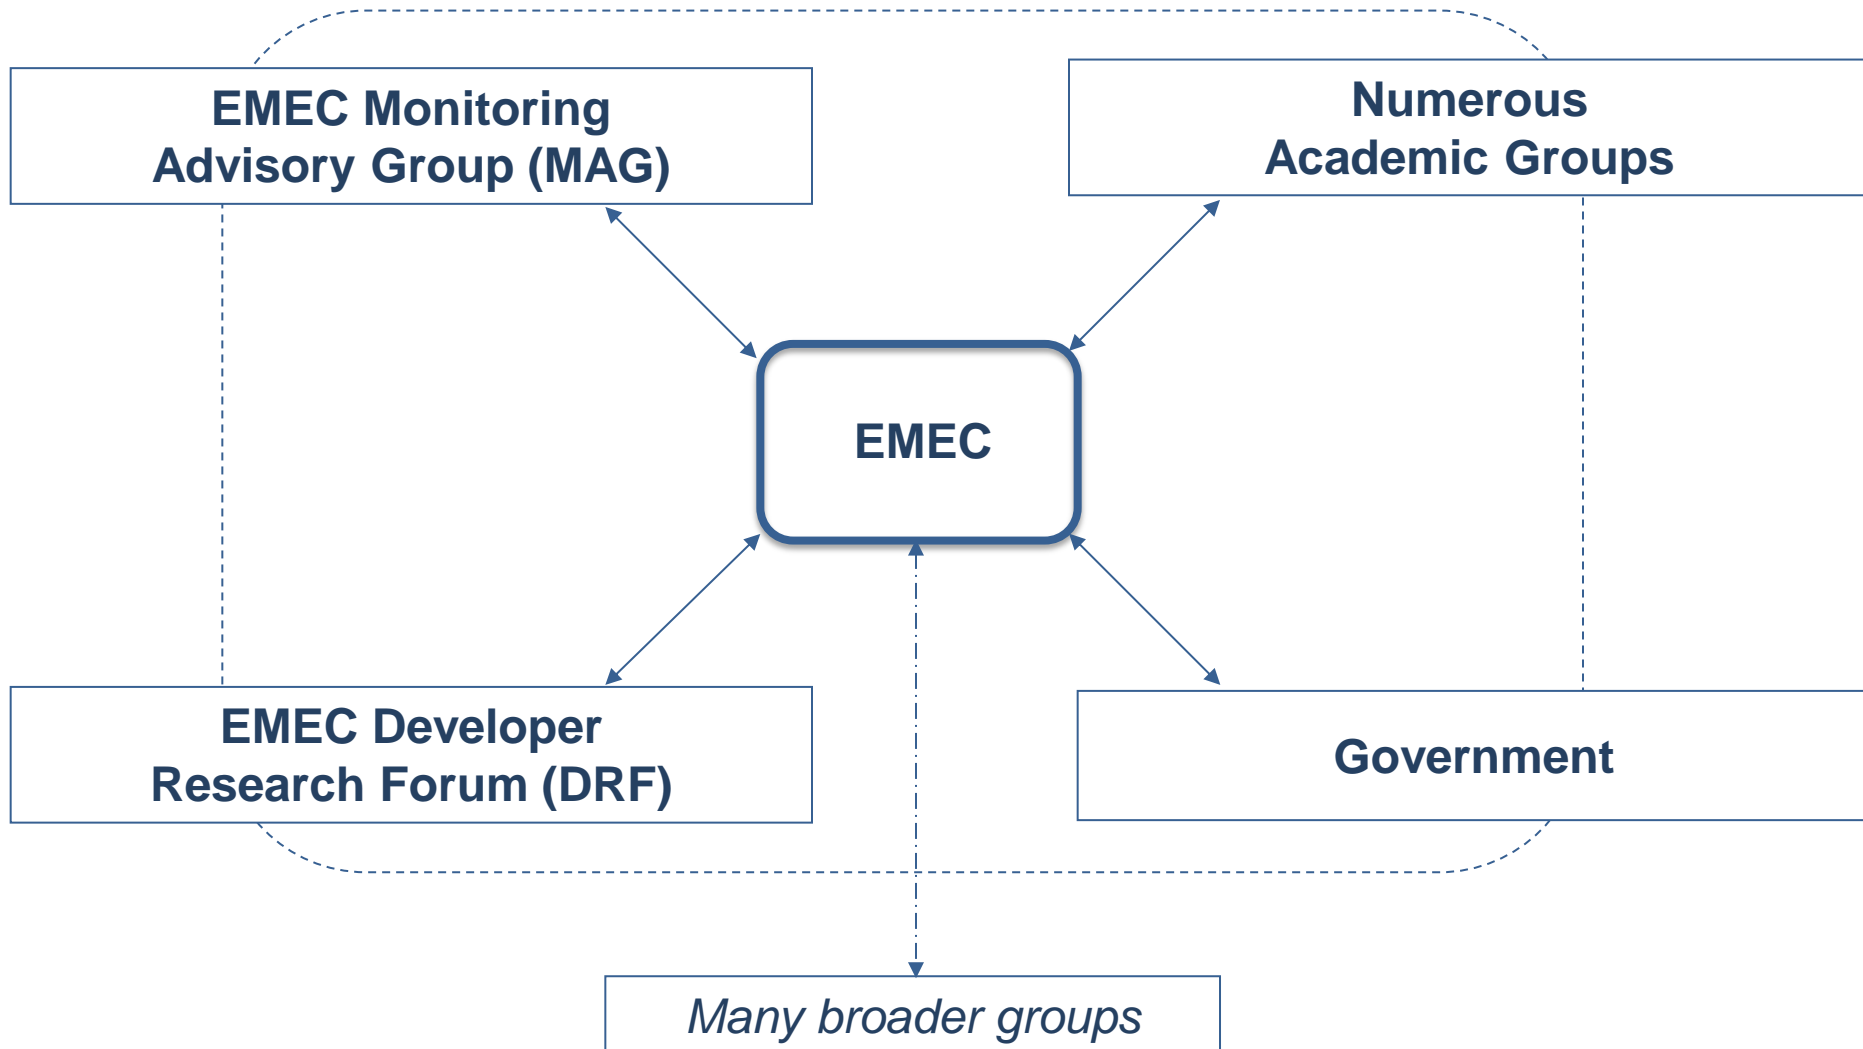 EMEC Monitoring
Advisory Group (MAG)
Numerous
Academic Groups
EMEC
EMEC Developer
Research Forum (DRF)
Government
Many broader groups